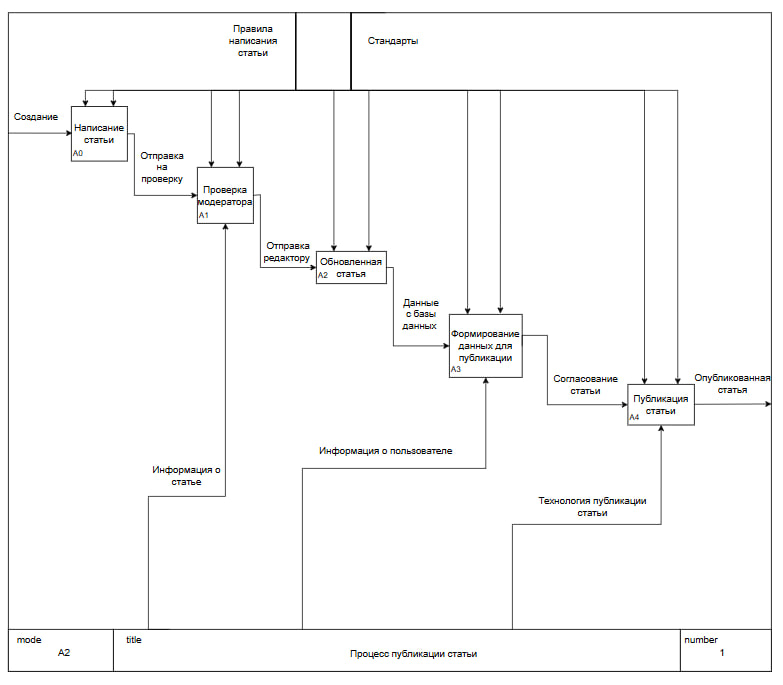 Правила
написания
статьи
Стандарты
Создание
Написание
статьи
A0
Отправка
на
проверку
Проверка
модератора
A1
Отправка
редактору
Обновленная
статья
A2
Данные
с базы
данных
Формирование
данных для
публикации
A3
Согласование
статьи
Публикация
статьи
A4
Опубликованная
статья
Информация о
статье
Информация о пользователе
Технология публикации
статьи
mode
A2
title
Процесс публикации статьи
number
1